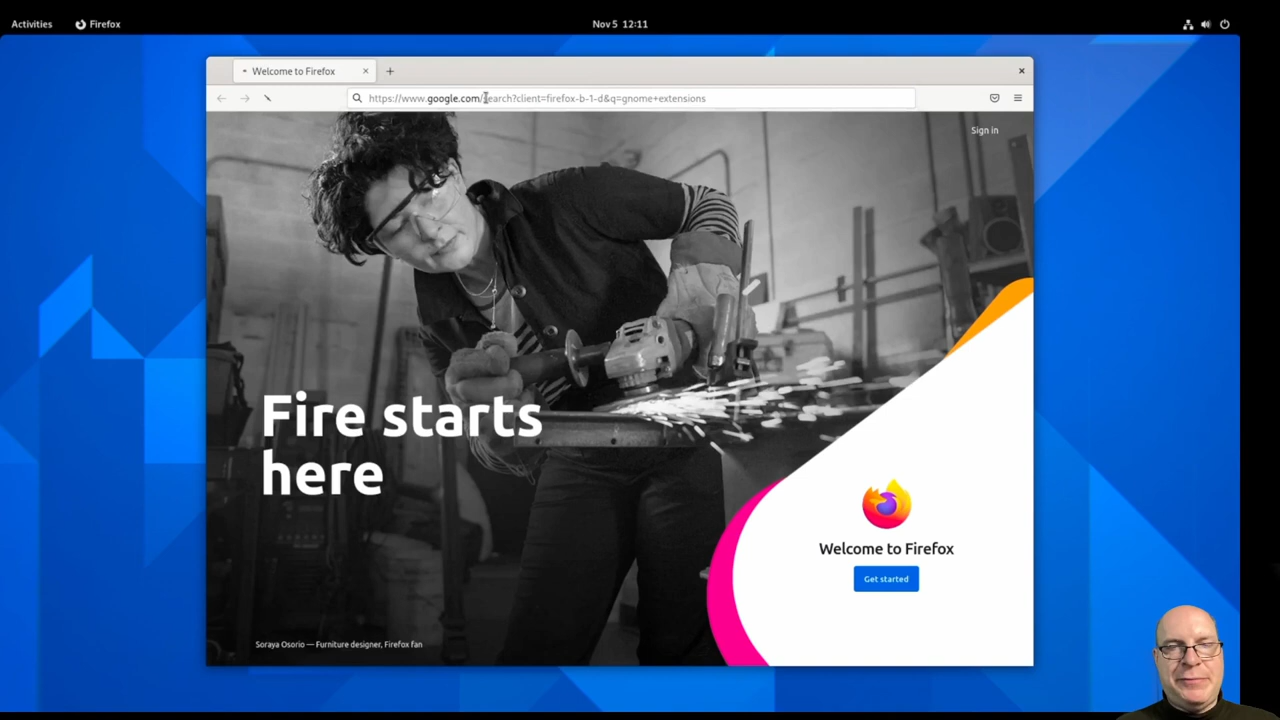 Activities
Firefox
Nov 5 12:11
Welcome to Firefox
https://www.google.com/search?client=firefox-b-1-d&q=gnome+extensions
Sign in
Fire starts
here
Welcome to Firefox
Get started
Soraya Osorio — Furniture designer, Firefox fan